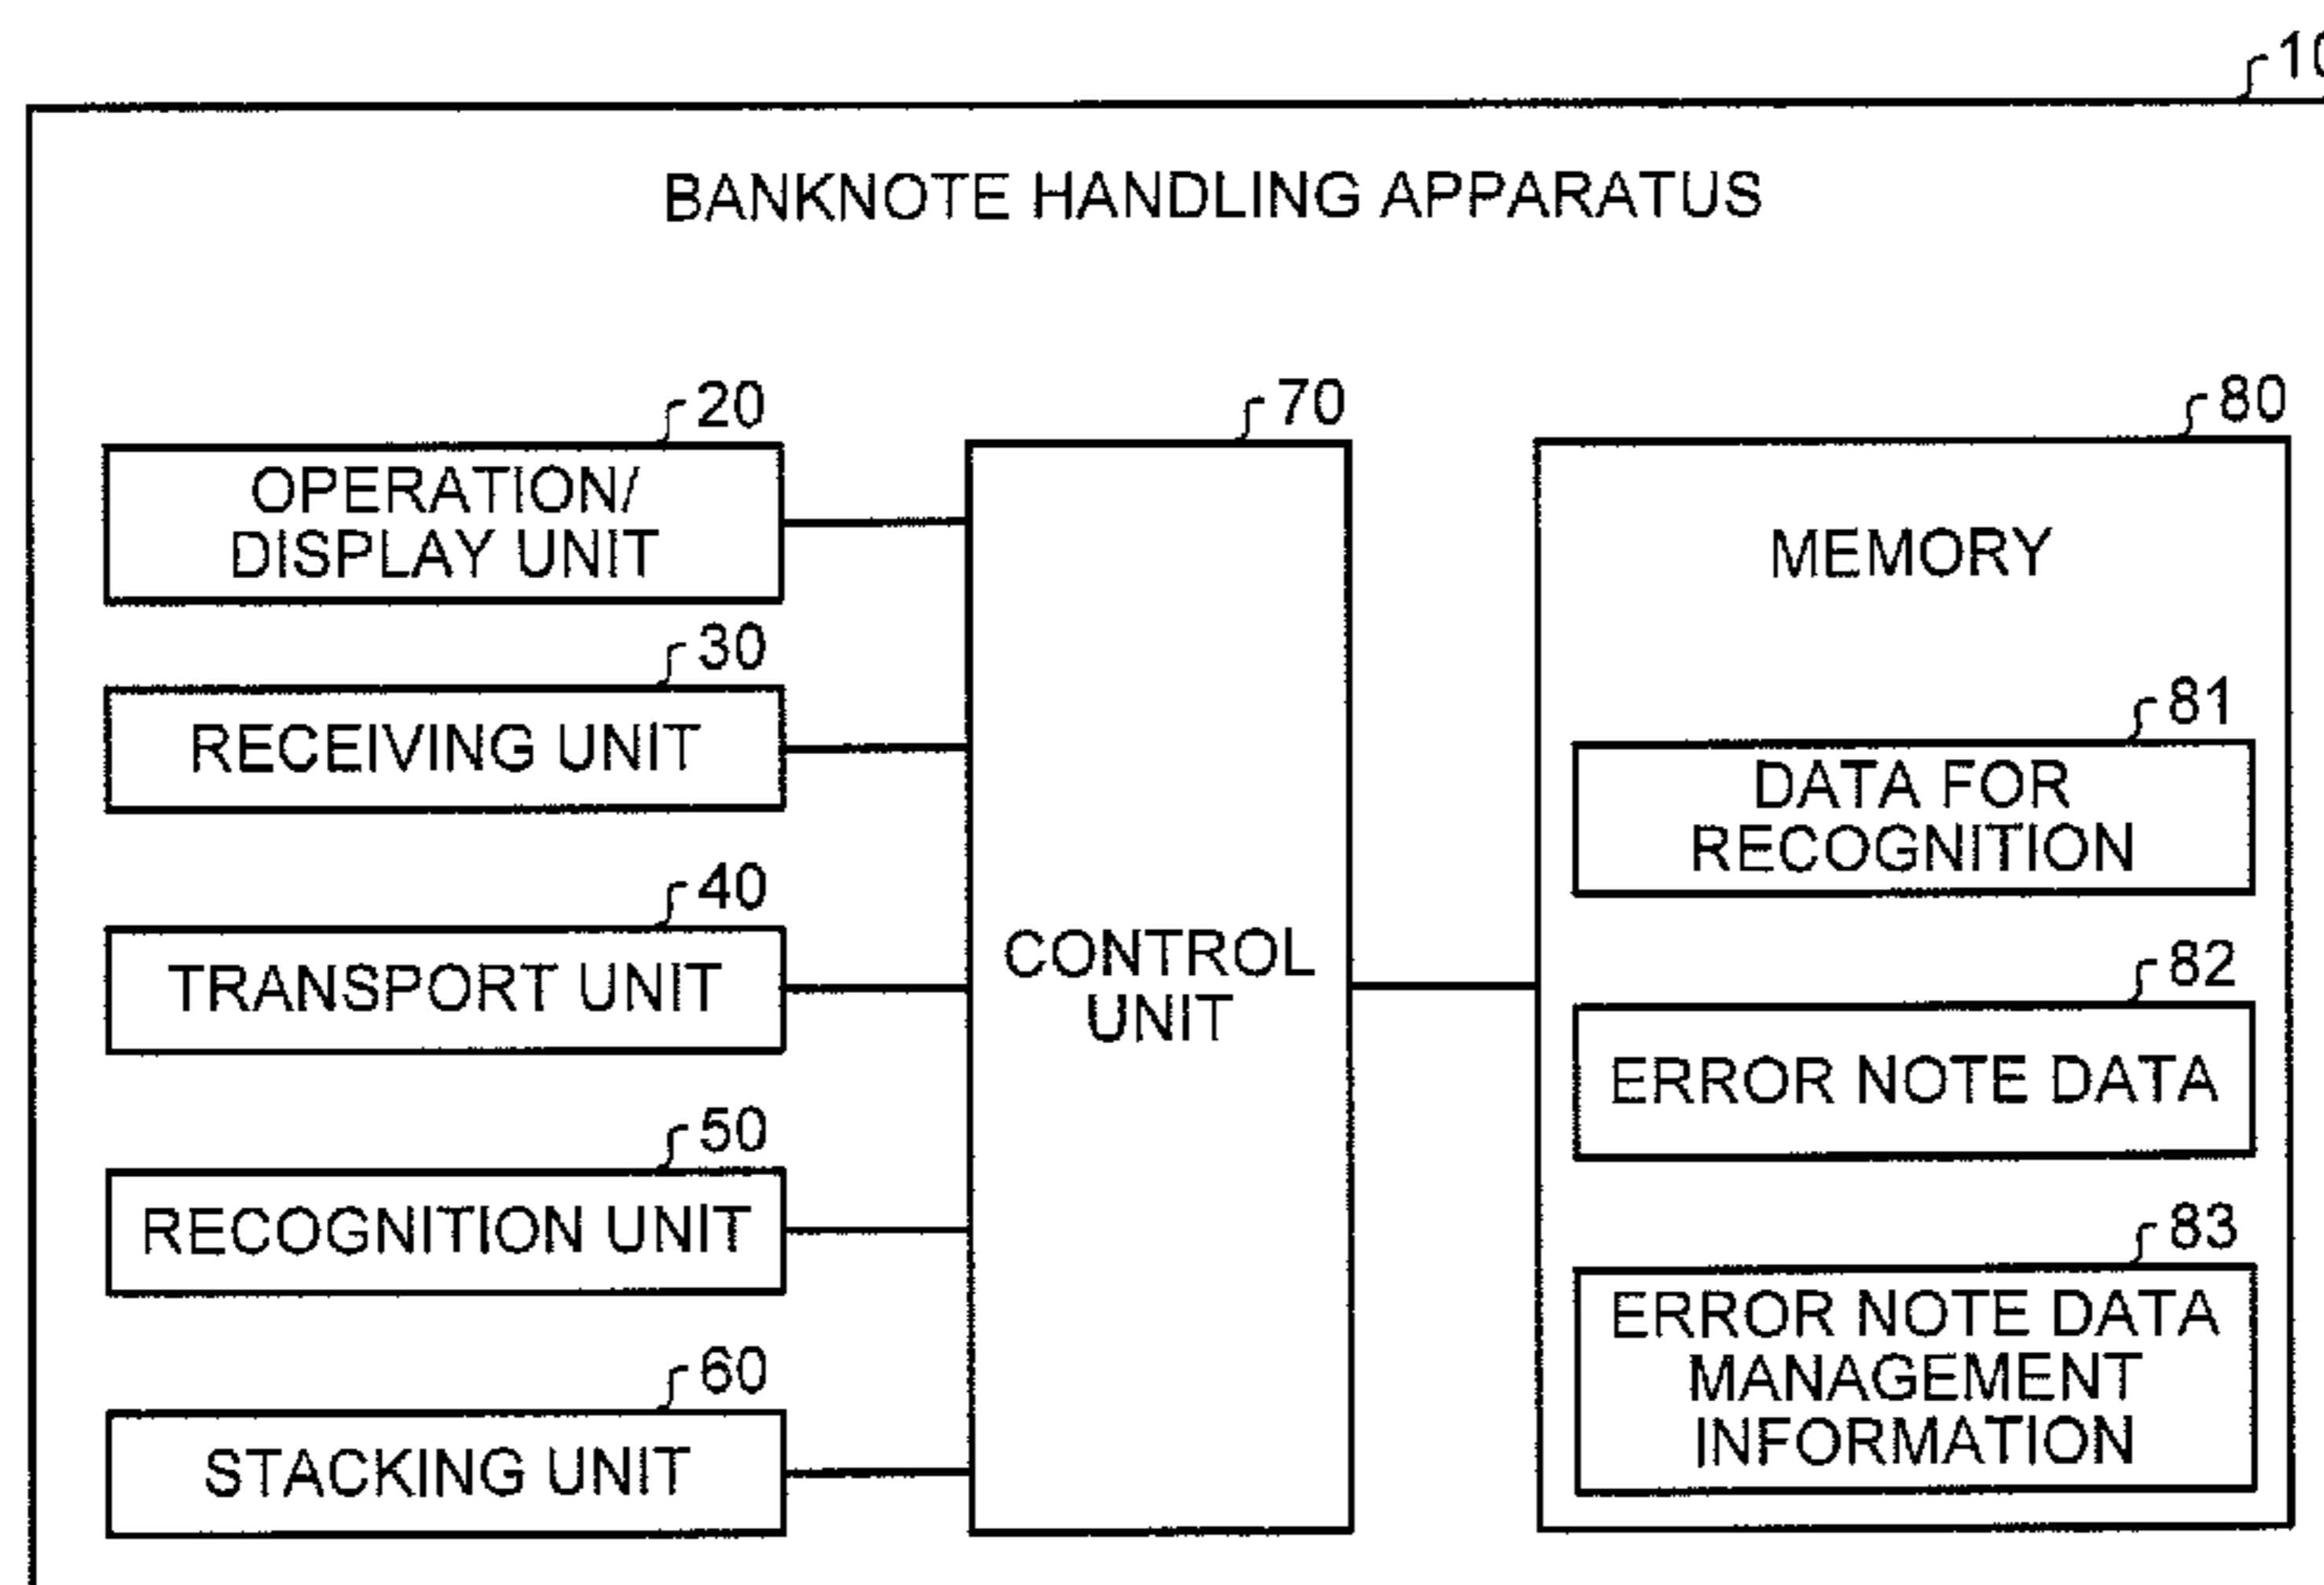 10
BANKNOTE HANDLING APPARATUS
20
OPERATION/
DISPLAY UNIT
30
RECEIVING UNIT
40
TRANSPORT UNIT
50
RECOGNITION UNIT
60
STACKING UNIT
70
CONTROL
UNIT
80
MEMORY
81
DATA FOR
RECOGNITION
82
ERROR NOTE DATA
83
ERROR NOTE DATA
MANAGEMENT
INFORMATION